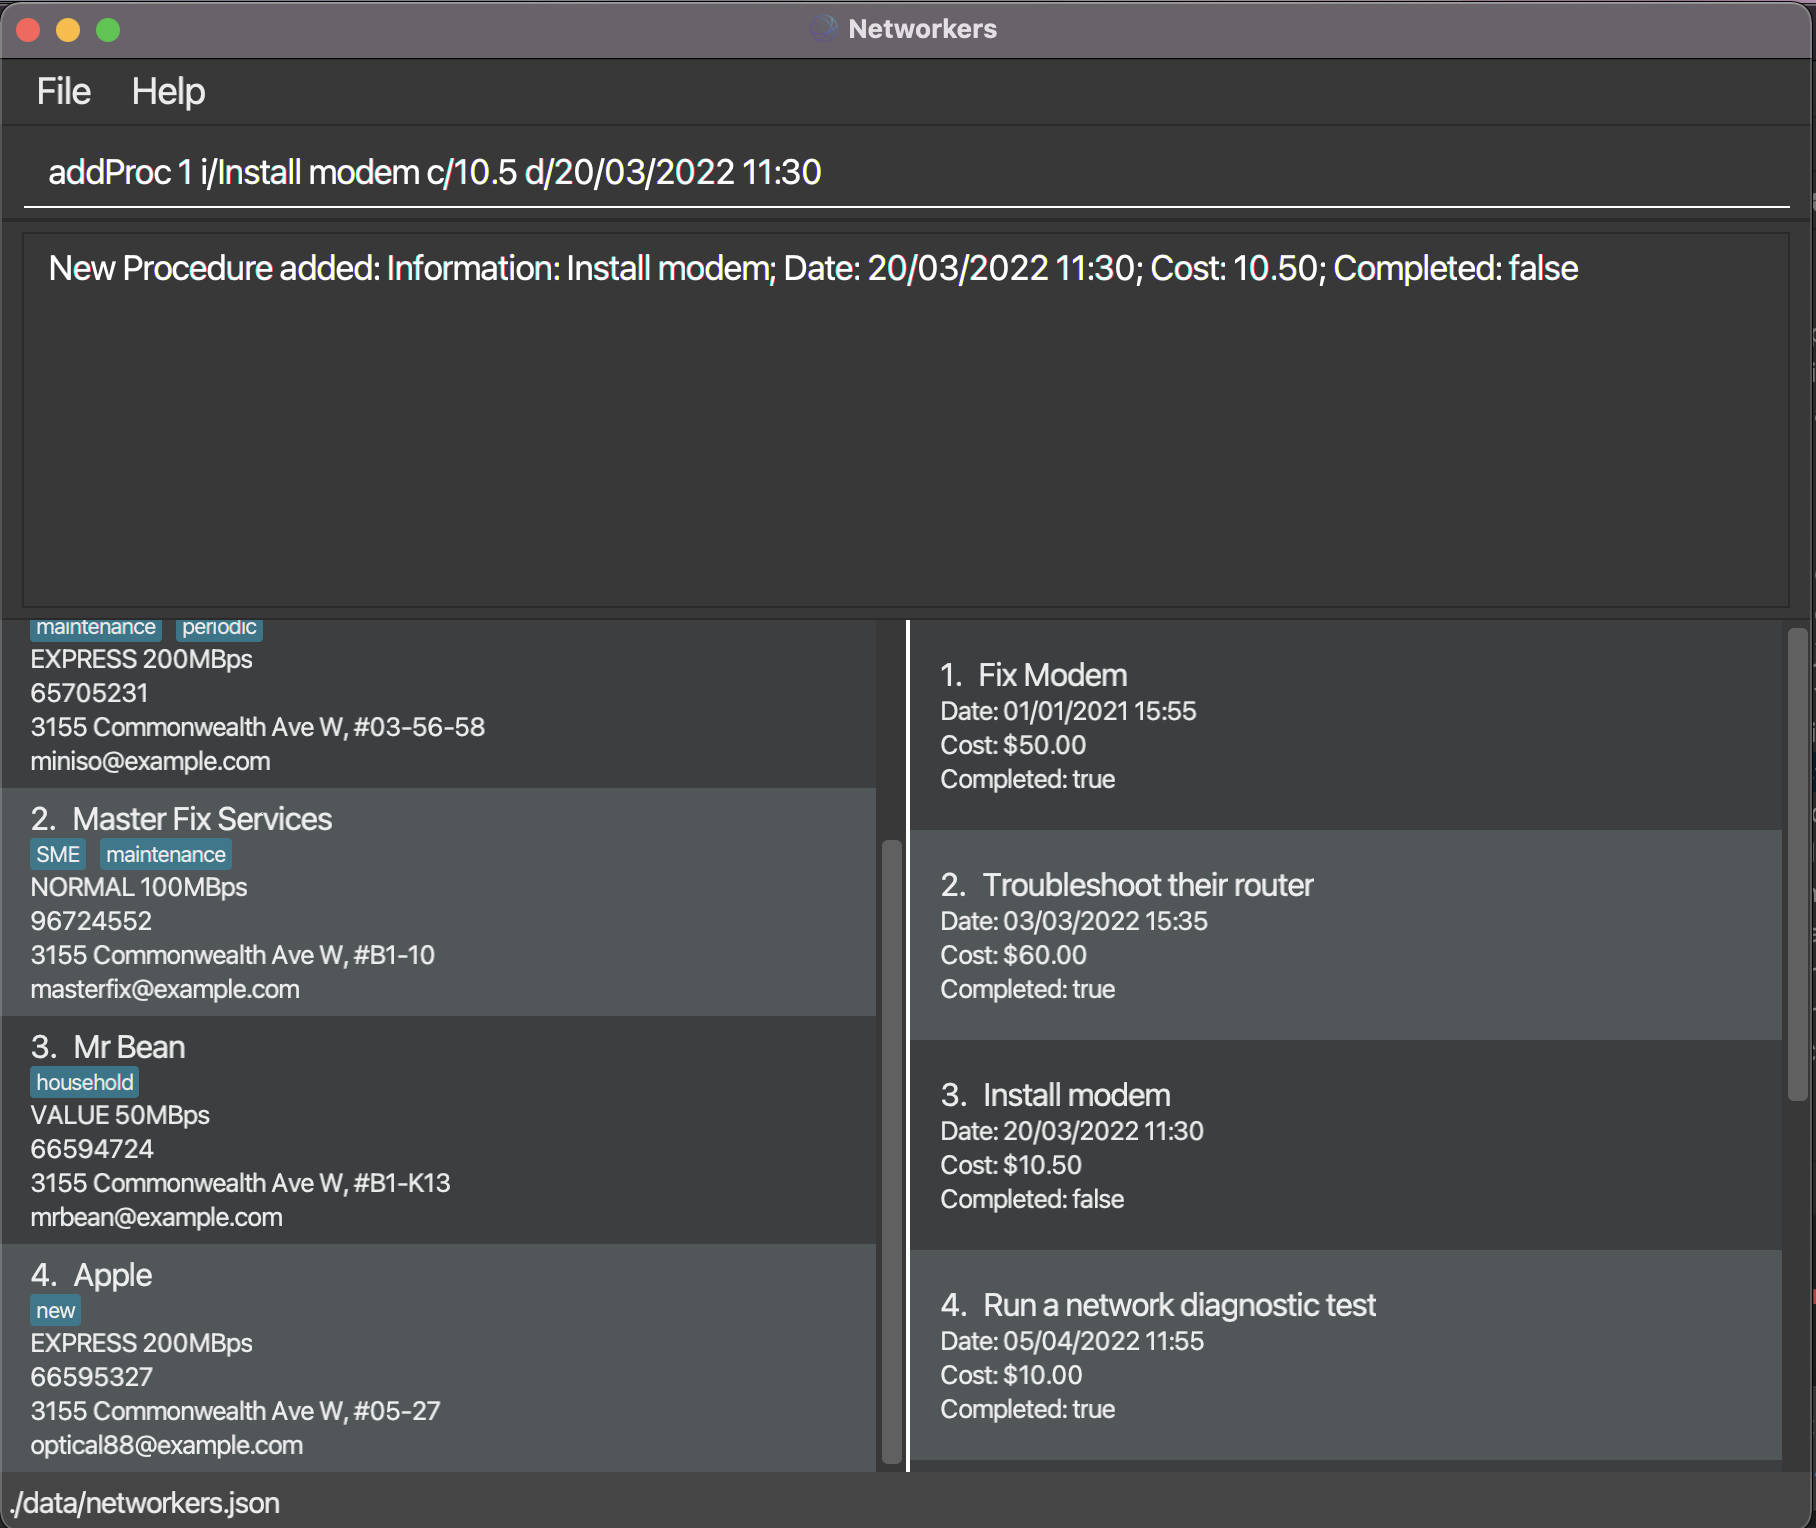 Networkers
File Help
addProc 1 i/Install modem c/10.5 d/20/03/2022 11:30
New Procedure added: Information: Install modem; Date: 20/03/2022 11:30; Cost: 10.50; Completed: false
maintenance periodic
EXPRESS 200MBps
65705231
3155 Commonwealth Ave W, #03-56-58
miniso@example.com
2. Master Fix Services
SME maintenance
NORMAL 100MBps
96724552
3155 Commonwealth Ave W, #B1-10
masterfix@example.com
3. Mr Bean
household
VALUE 50MBps
66594724
3155 Commonwealth Ave W, #B1-K13
mrbean@example.com
4. Apple
new
EXPRESS 200MBps
66595327
3155 Commonwealth Ave W, #05-27
optical88@example.com
1. Fix Modem
Date: 01/01/2021 15:55
Cost: $50.00
Completed: true
2. Troubleshoot their router
Date: 03/03/2022 15:35
Cost: $60.00
Completed: true
3. Install modem
Date: 20/03/2022 11:30
Cost: $10.50
Completed: false
4. Run a network diagnostic test
Date: 05/04/2022 11:55
Cost: $10.00
Completed: true
./data/networkers.json